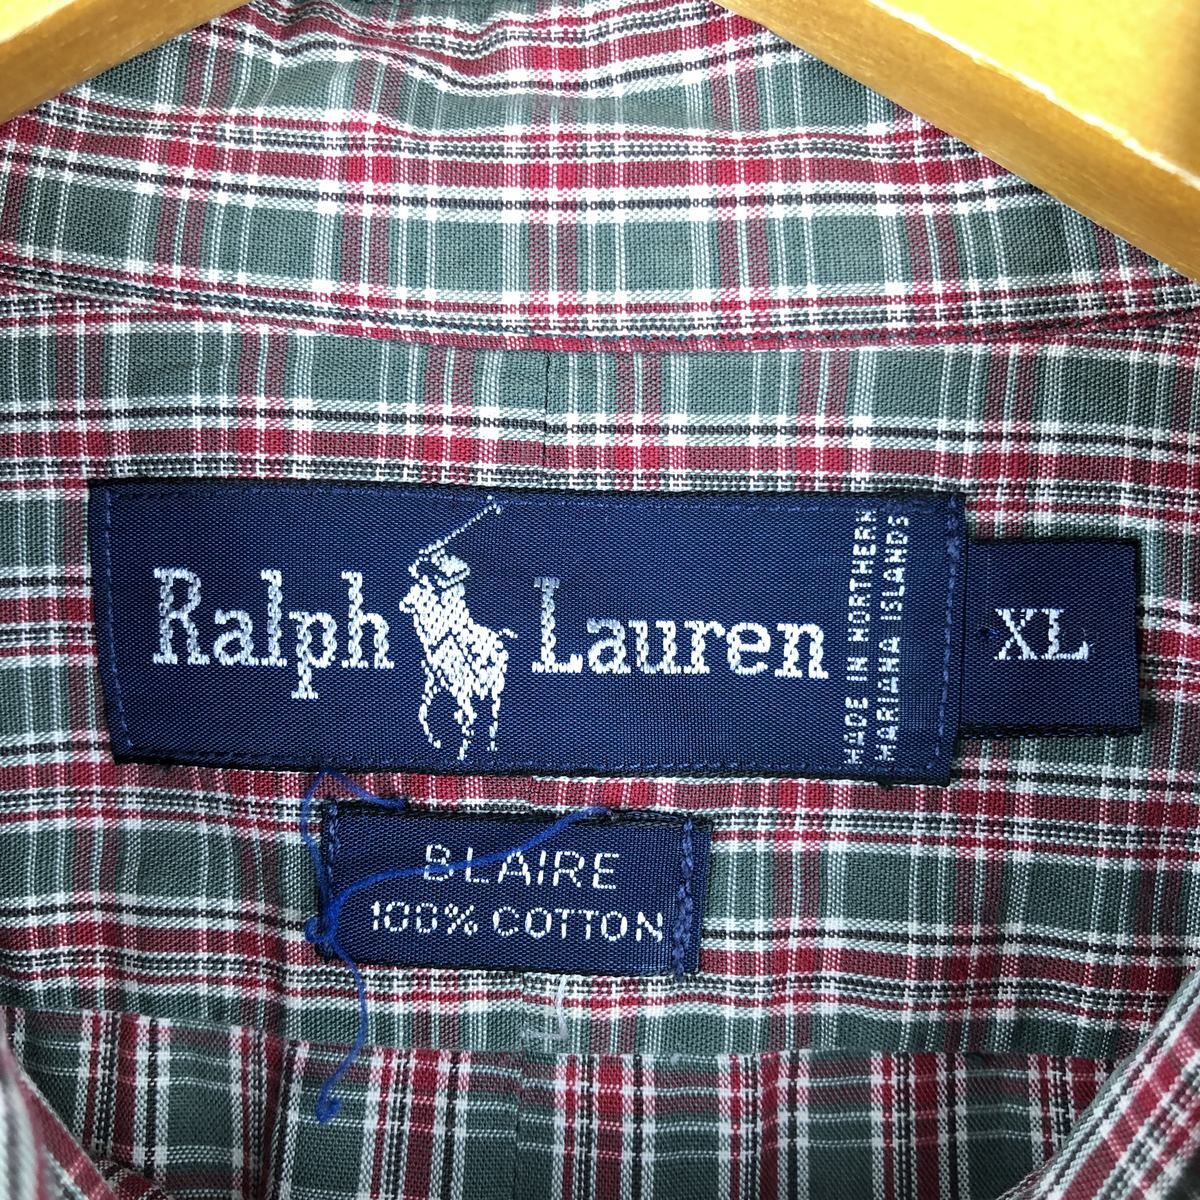 Ralph Lauren
MADE IN NORTHERN
MARIANA ISLANDS
XL
BLAIRE
100% COTTON